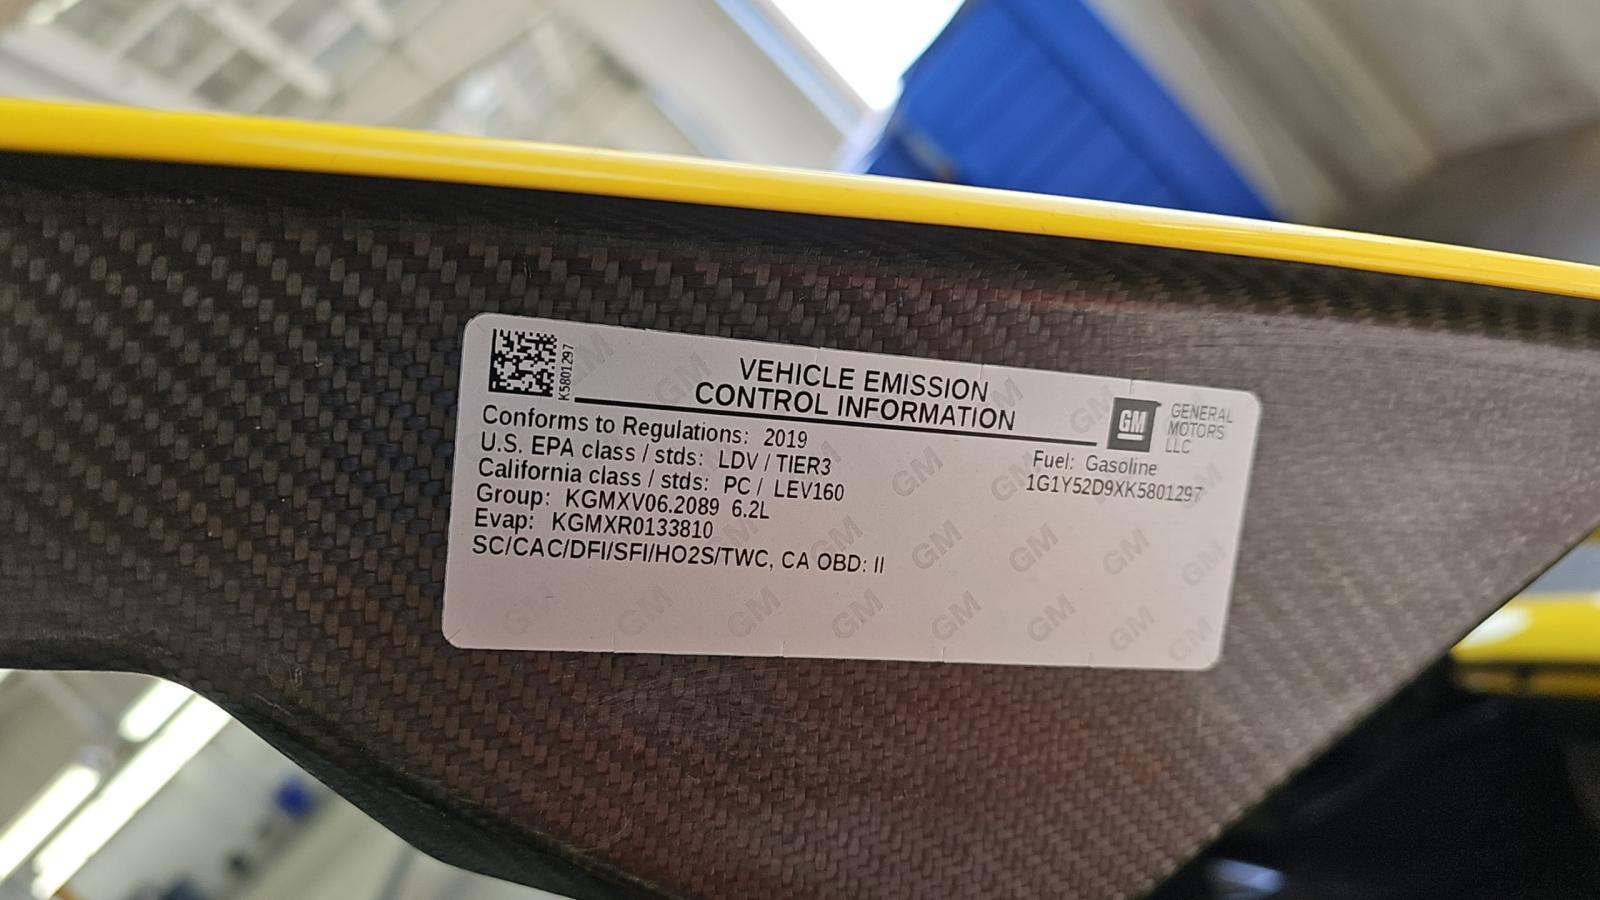 K5801297
VEHICLE EMISSION
CONTROL INFORMATION
GM
GENERAL
MOTORS
LLC
Conforms to Regulations: 2019
U.S. EPA class / stds: LDV / TIER3
California class / stds: PC / LEV160
Group: KGMXV06.2089 6.2L
Evap: KGMXR0133810
SC/CAC/DFI/SFI/HO2S/TWC, CA OBD: II
Fuel: Gasoline
1G1Y52D9XK5801297